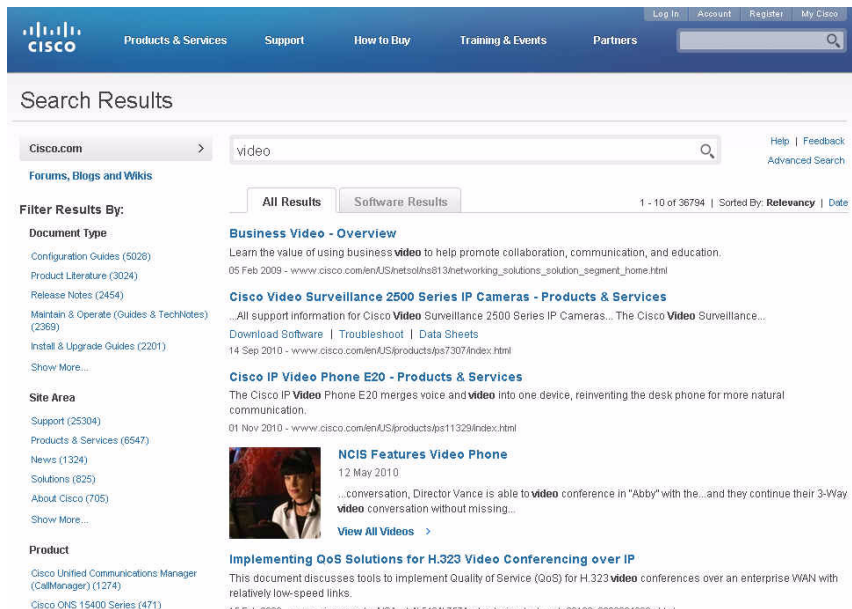 Log In Account Register My Cisco
CISCO
Products & Services Support How to Buy Training & Events Partners
Search Results
Cisco.com >
Forums, Blogs and Wikis
Filter Results By:
Document Type
Configuration Guides (5028)
Product Literature (3024)
Release Notes (2454)
Maintain & Operate (Guides & TechNotes)
(2369)
Install & Upgrade Guides (2201)
Show More...
Site Area
Support (25304)
Products & Services (6547)
News (1324)
Solutions (825)
About Cisco (705)
Show More...
Product
Cisco Unified Communications Manager
(CallManager) (1274)
Cisco ONS 15400 Series (471)
video
Help | Feedback
Advanced Search
All Results Software Results
1 - 10 of 36794 | Sorted By: Relevancy | Date
Business Video - Overview
Learn the value of using business video to help promote collaboration, communication, and education.
05 Feb 2009 - www.cisco.com/en/US/netsol/ns813/networking_solutions_solution_segment_home.html
Cisco Video Surveillance 2500 Series IP Cameras - Products & Services
...All support information for Cisco Video Surveillance 2500 Series IP Cameras... The Cisco Video Surveillance...
Download Software | Troubleshoot | Data Sheets
14 Sep 2010 - www.cisco.com/en/US/products/ps7307/index.html
Cisco IP Video Phone E20 - Products & Services
The Cisco IP Video Phone E20 merges voice and video into one device, reinventing the desk phone for more natural
communication.
01 Nov 2010 - www.cisco.com/en/US/products/ps11329/index.html
NCIS Features Video Phone
12 May 2010
...conversation, Director Vance is able to video conference in "Abby" with the...and they continue their 3-Way
video conversation without missing...
View All Videos >
Implementing QoS Solutions for H.323 Video Conferencing over IP
This document discusses tools to implement Quality of Service (QoS) for H.323 video conferences over an enterprise WAN with
relatively low-speed links.